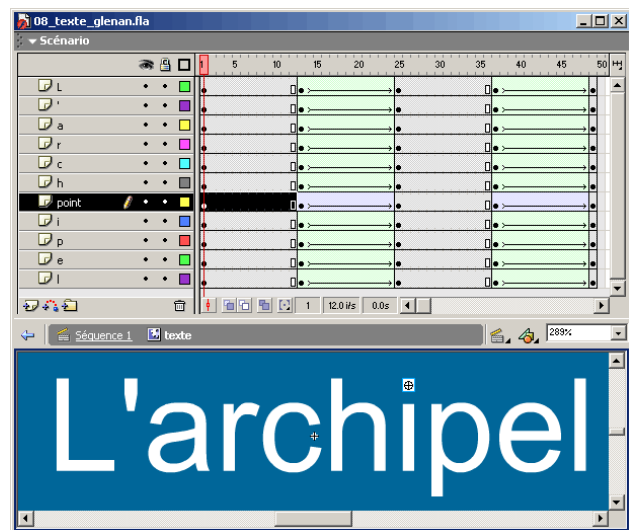 08_texte_glenan.fla
Scénario
1 5 10 15 20 25 30 35 40 45 50
L
'
a
r
c
h
point
i
p
e
l
1 12.0 i/s 0.0s
Séquence 1 texte 289%
L'archipel